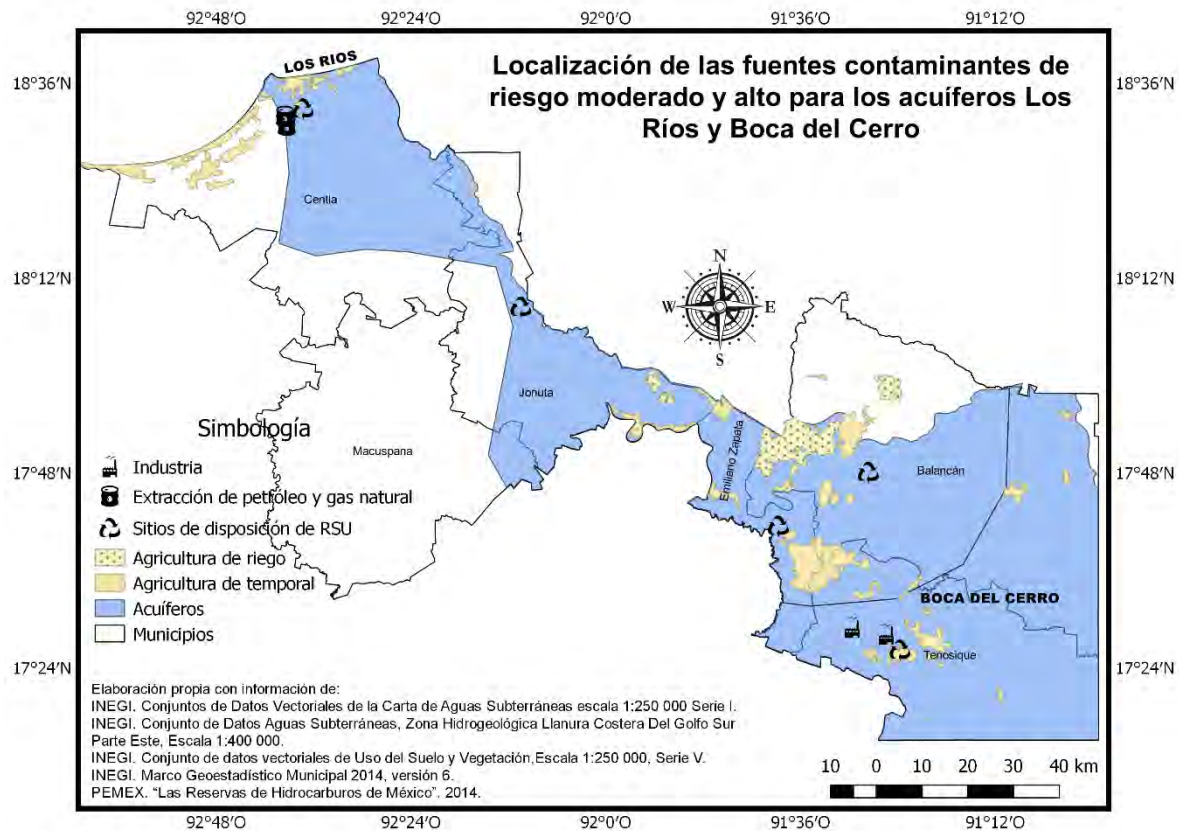 92°48'O 92°24'O 92°0'O 91°36'O 91°12'O
LOS RIOS
Localización de las fuentes contaminantes de
riesgo moderado y alto para los acuíferos Los
Ríos y Boca del Cerro
18°36'N 18°36'N
Centla
18°12'N 18°12'N
N
W E
S
Jonuta
Simbología
Macuspana
Emiliano Zapata
Balancán
17°48'N 17°48'N
Industria
Extracción de petróleo y gas natural
Sitios de disposición de RSU
Agricultura de riego
Agricultura de temporal
Acuíferos
Municipios
BOCA DEL CERRO
Tenosique
17°24'N 17°24'N
Elaboración propia con información de:
INEGI. Conjuntos de Datos Vectoriales de la Carta de Aguas Subterráneas escala 1:250 000 Serie I.
INEGI. Conjunto de Datos Aguas Subterráneas, Zona Hidrogeológica Llanura Costera Del Golfo Sur
Parte Este, Escala 1:400 000.
INEGI. Conjunto de datos vectoriales de Uso del Suelo y Vegetación,Escala 1:250 000, Serie V.
INEGI. Marco Geoestadístico Municipal 2014, versión 6.
PEMEX. "Las Reservas de Hidrocarburos de México". 2014.
10 0 10 20 30 40 km
92°48'O 92°24'O 92°0'O 91°36'O 91°12'O